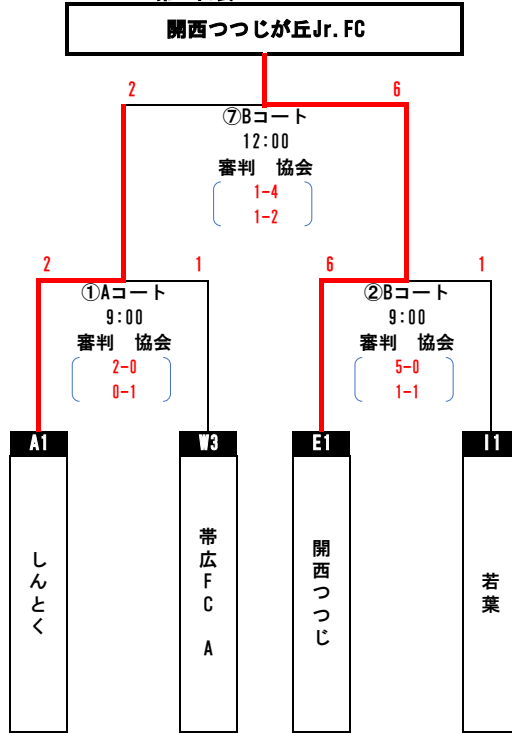 開西つつじが丘Jr.FC
2
6
⑦Bコート
12:00
審判 協会
1-4
1-2
2
1
6
1
①Aコート
9:00
審判 協会
2-0
0-1
②Bコート
9:00
審判 協会
5-0
1-1
A1
W3
E1
I1
しんとく
帯広FC A
開西つつじ
若葉